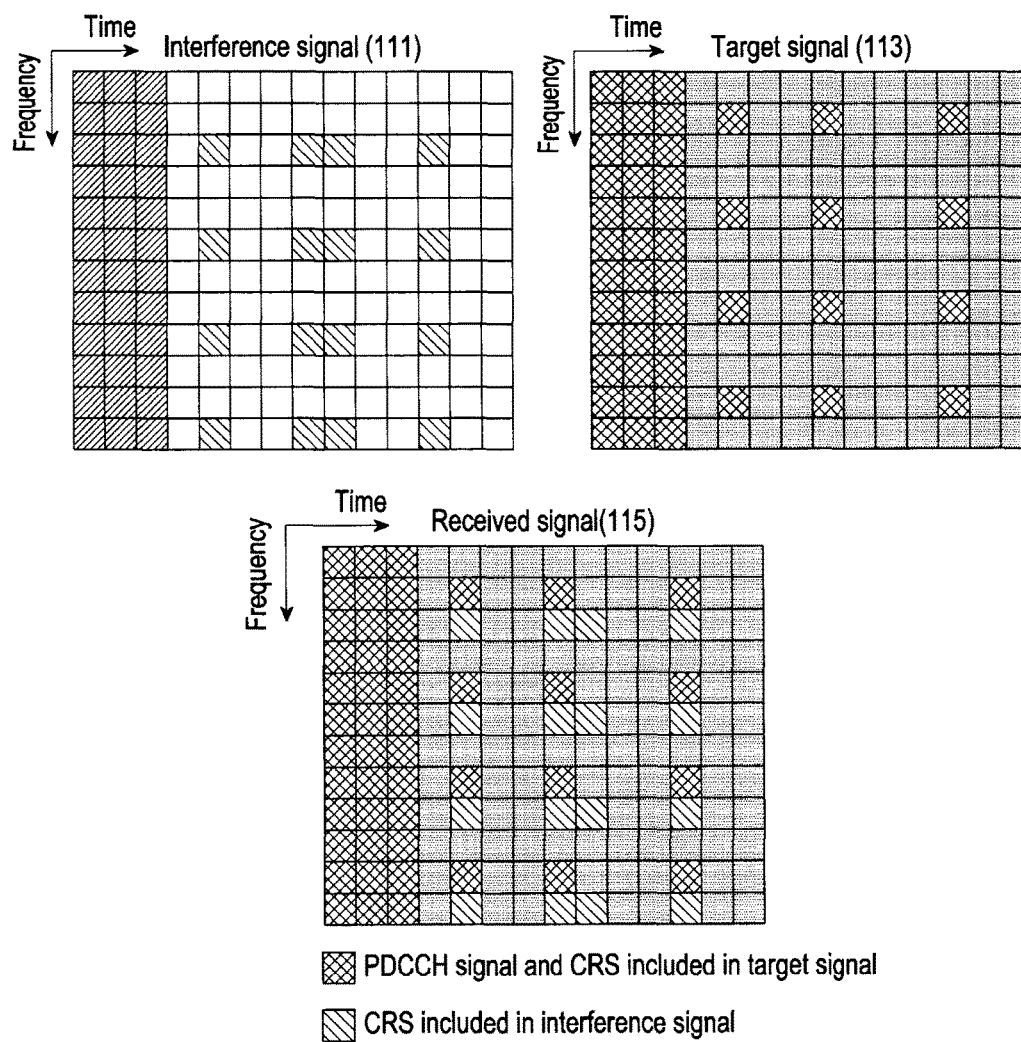 Time
Interference signal (111)
Frequency
Time
Target signal (113)
Frequency
Time
Received signal(115)
Frequency
PDCCH signal and CRS included in target signal
CRS included in interference signal